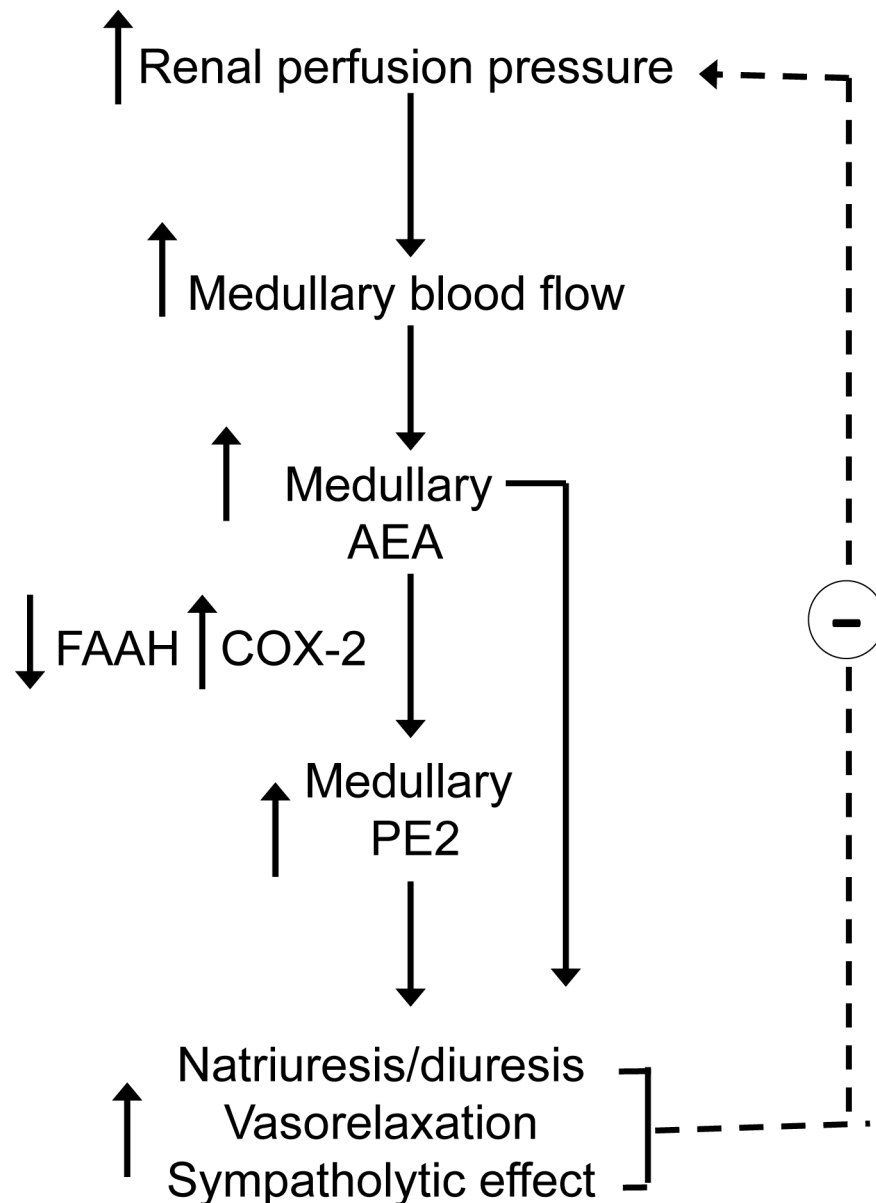 Renal perfusion pressure
Medullary blood flow
Medullary
AEA
FAAH COX-2
-
Medullary
PE2
Natriuresis/diuresis
Vasorelaxation
Sympatholytic effect